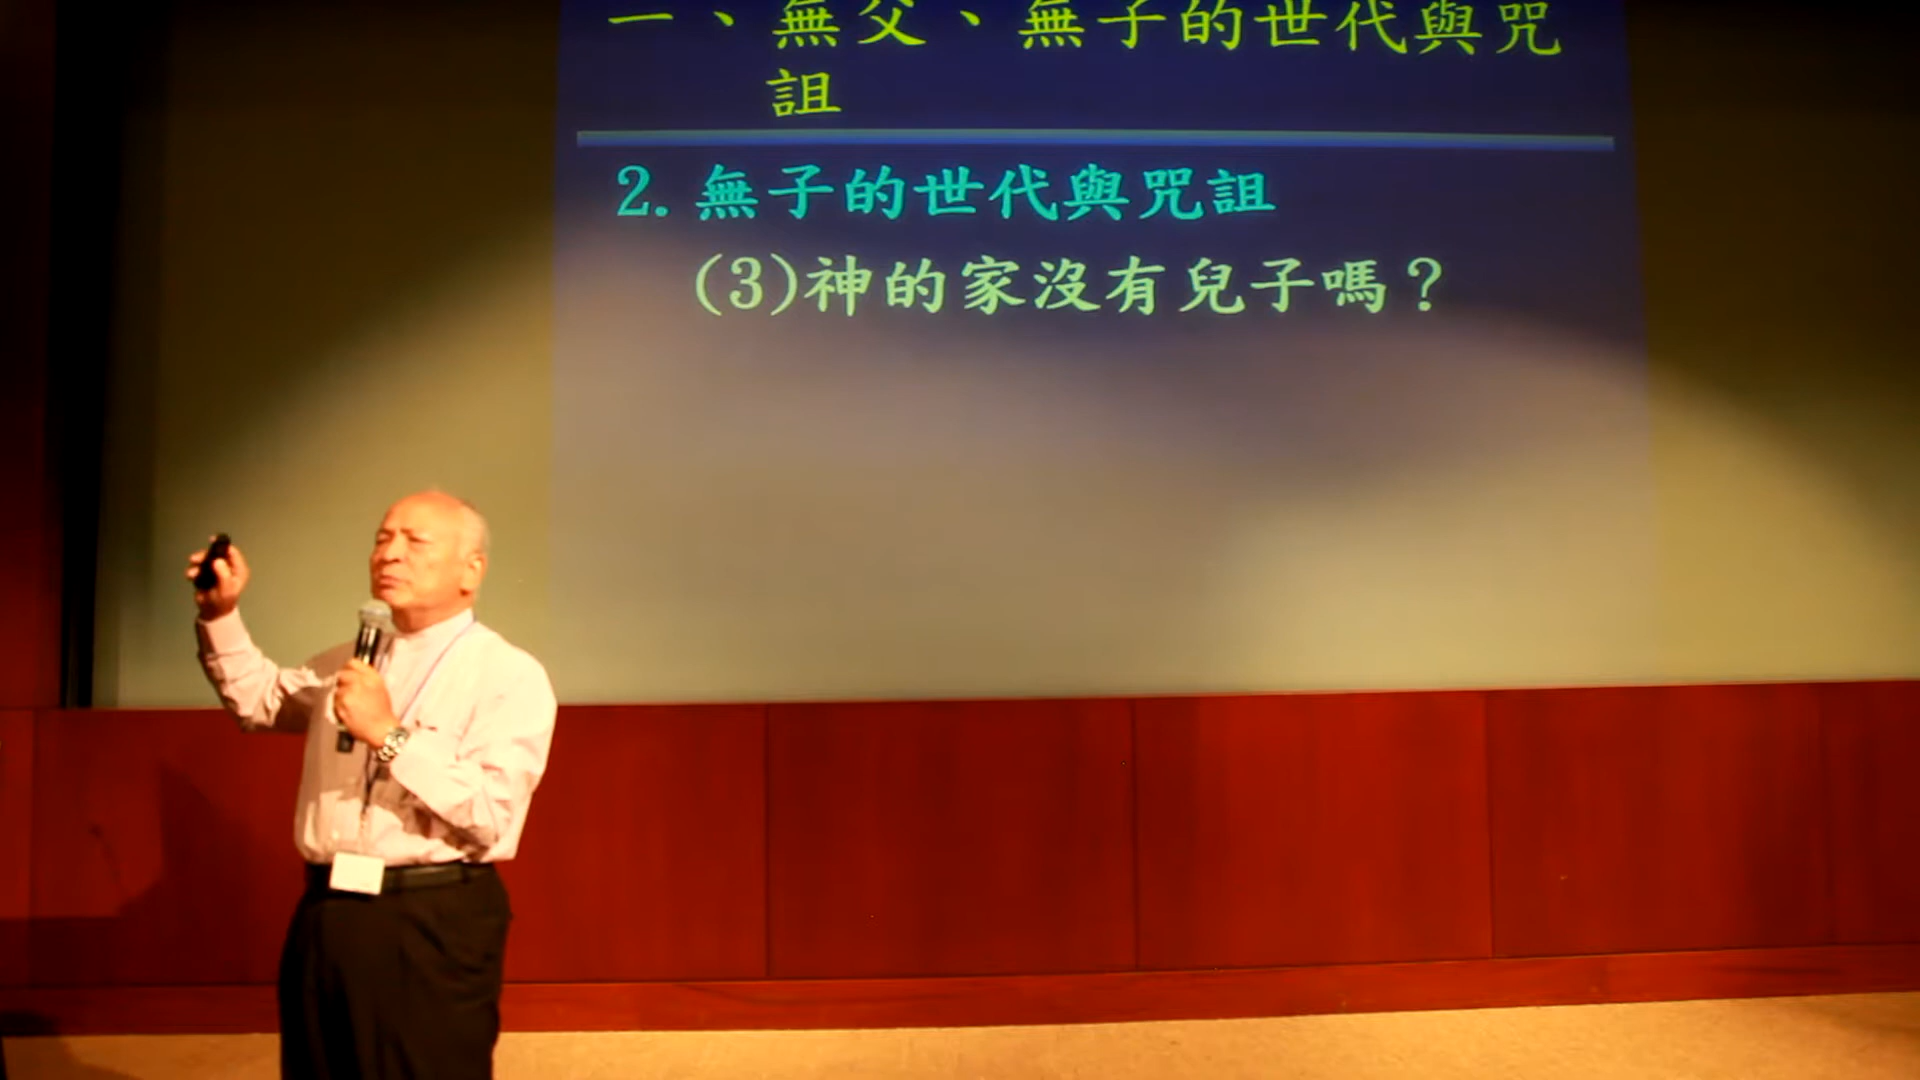 一、無父、無子的世代與咒
詛
2. 無子的世代與咒詛
(3)神的家沒有兒子嗎？